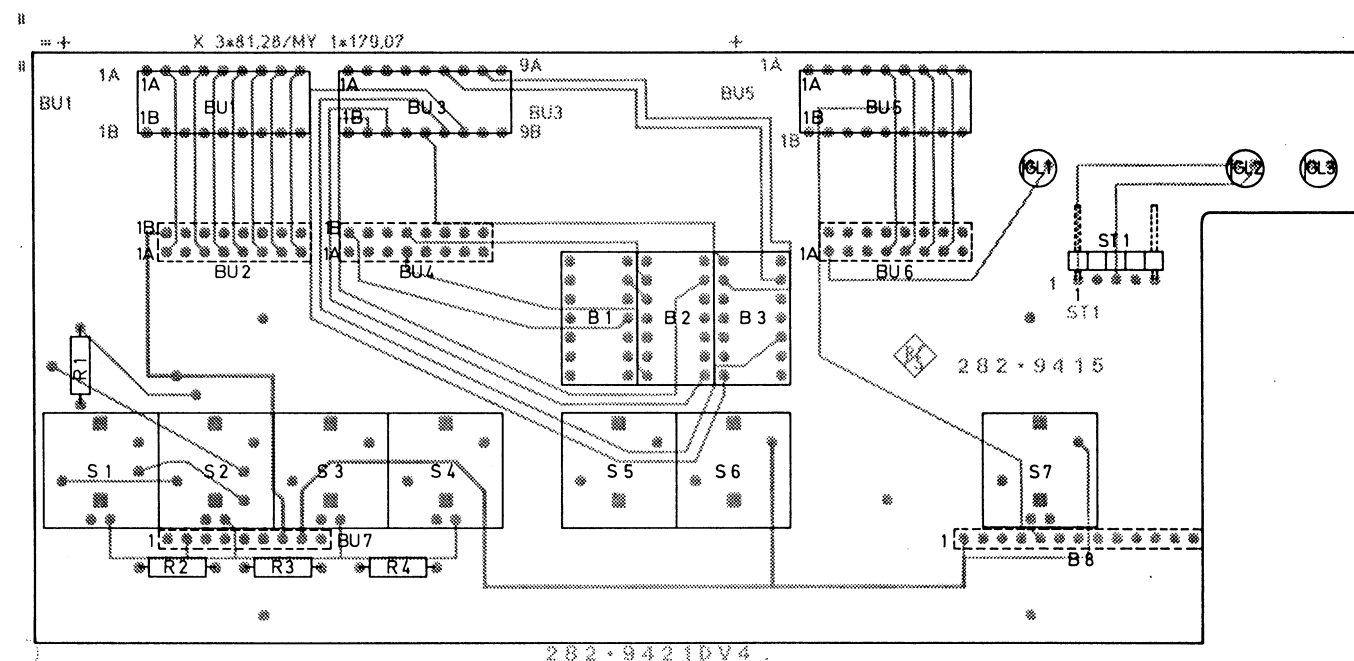 X 3*81,28/MY 1*179,07
1A 9A 1A
1A 1A 1A
BU1 BU1 BU3 BU3 BU5 BU5
1B 1B 1B
1B 9B 1B
GL1 GL2 GL3
1B 1B
1A 1A 1A
BU2 BU4 BU6
ST1
1 1
ST1
B1 B2 B3
R1
282·9415
S1 S2 S3 S4 S5 S6 S7
1 BU7 1
R2 R3 R4 B8
282·9421DV4